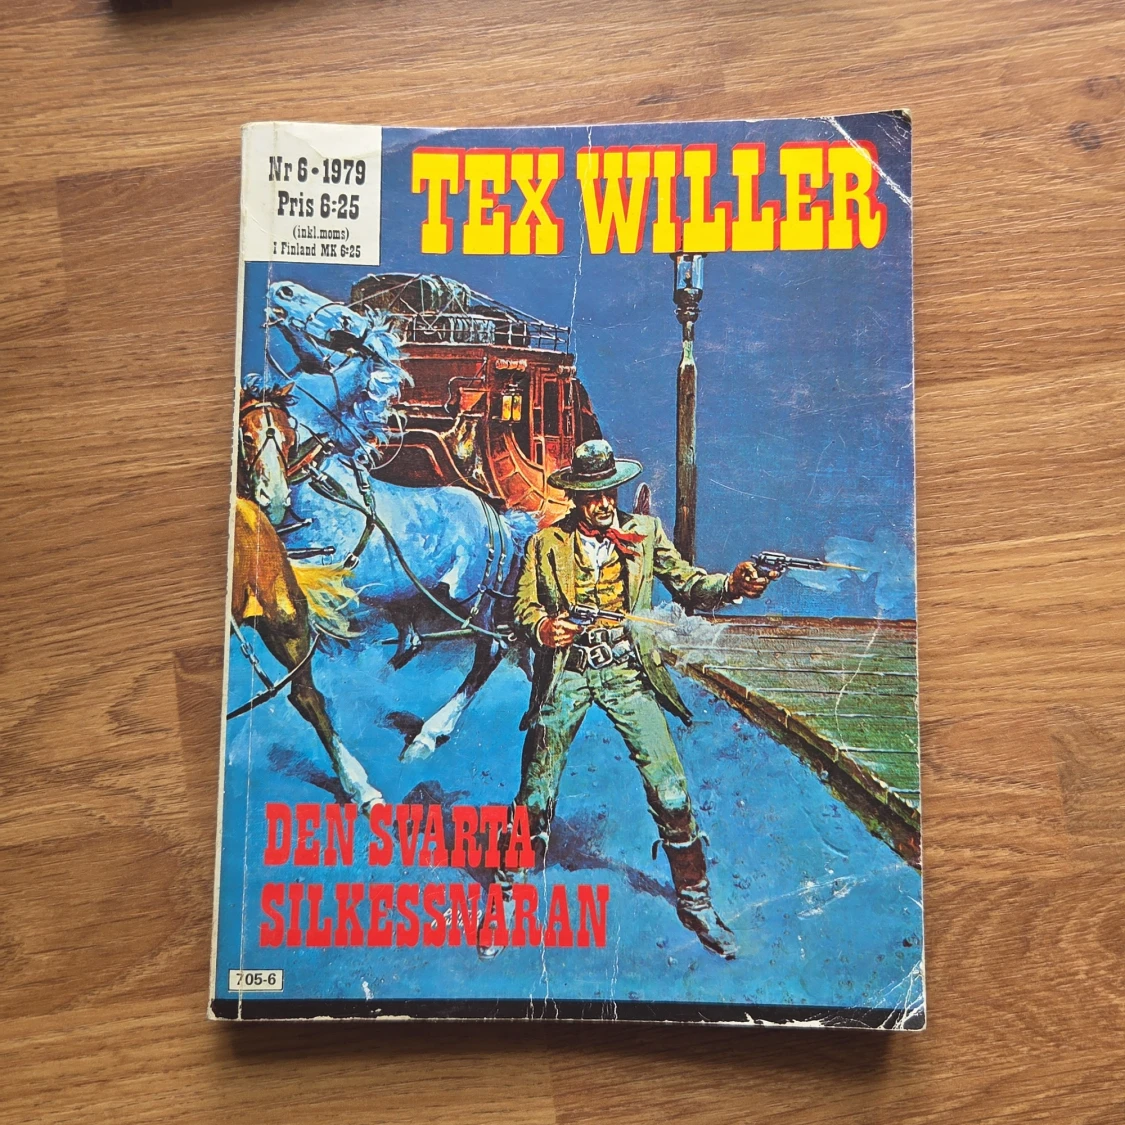 Nr 6 • 1979
Pris 6:25
(inkl.moms)
I Finland MK 6:25
TEX WILLER
DEN SVARTA
SILKESSNARAN
705-6